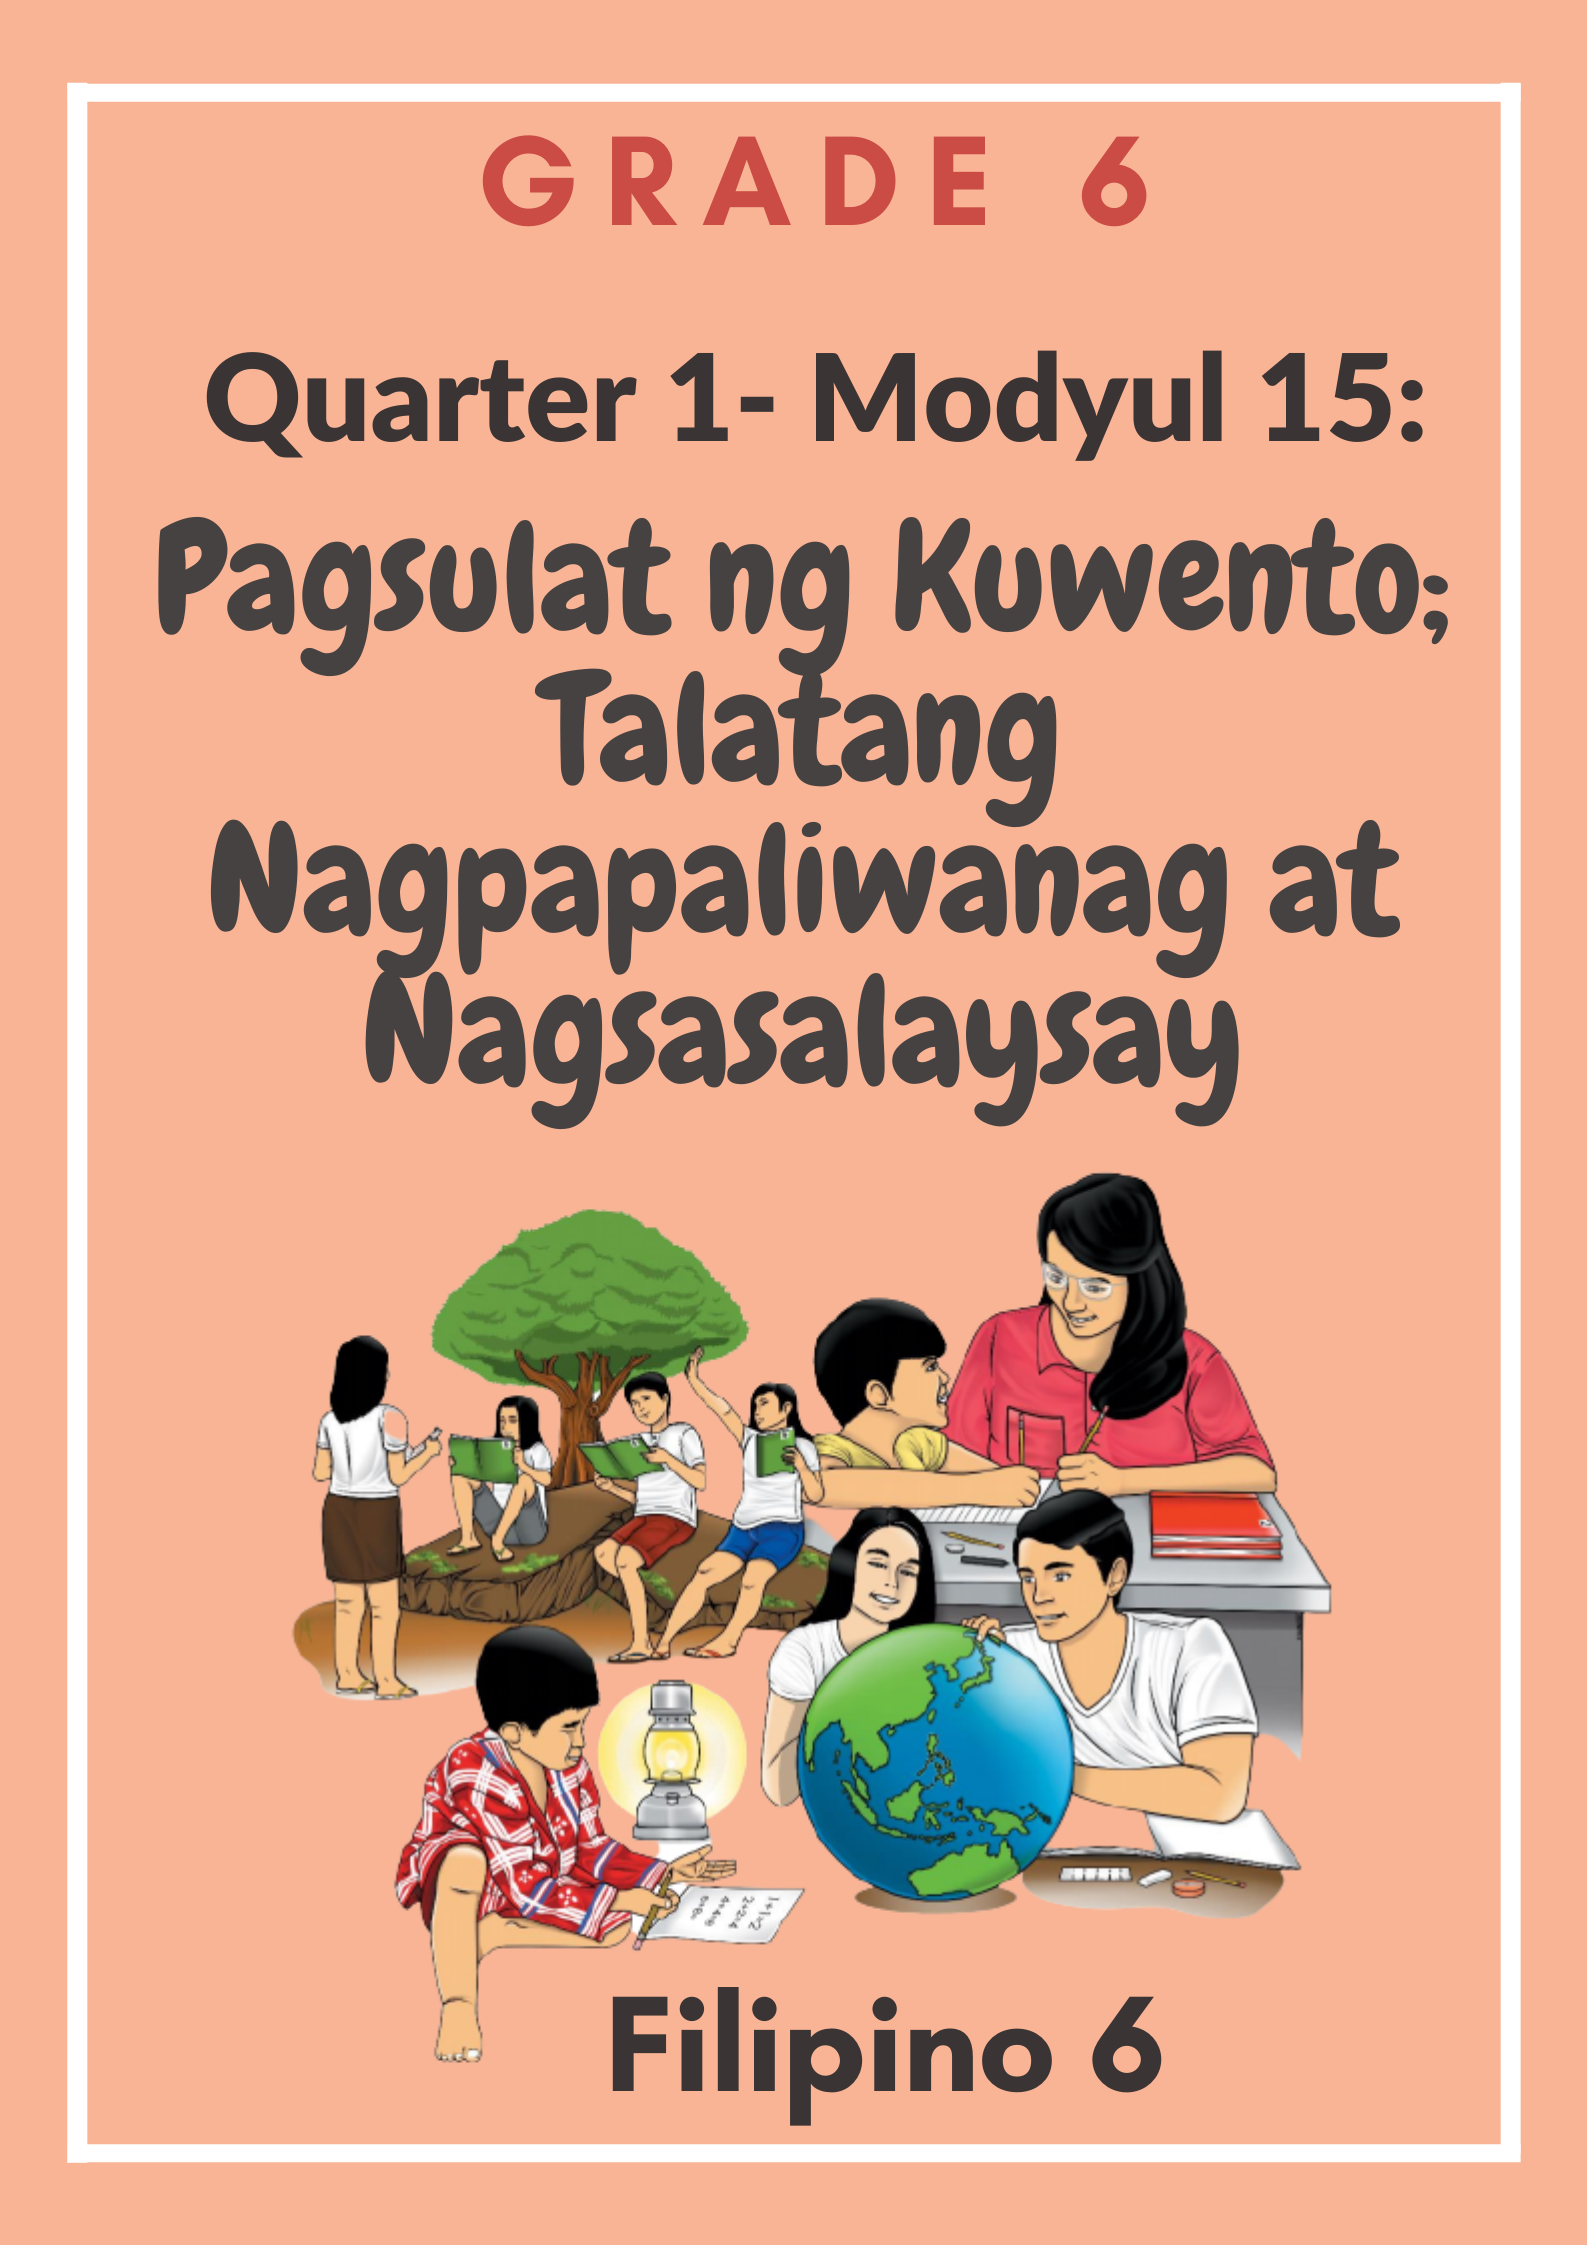 GRADE 6
Quarter 1- Modyul 15:
Pagsulat ng Kuwento;
Talatang
Nagpapaliwanag at
Nagsasalaysay
Filipino 6